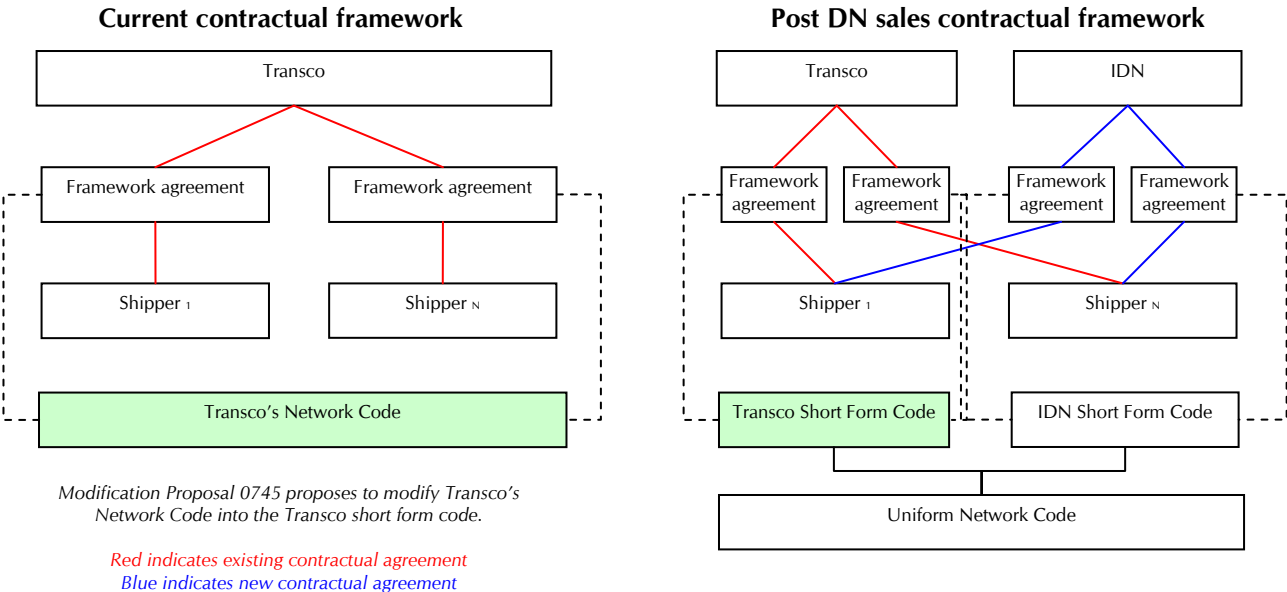 Current contractual framework
Transco
Framework agreement
Framework agreement
Shipper 1
Shipper N
Transco's Network Code
Modification Proposal 0745 proposes to modify Transco's
Network Code into the Transco short form code.
Red indicates existing contractual agreement
Blue indicates new contractual agreement
Post DN sales contractual framework
Transco
IDN
Framework
agreement
Framework
agreement
Framework
agreement
Framework
agreement
Shipper 1
Shipper N
Transco Short Form Code
IDN Short Form Code
Uniform Network Code